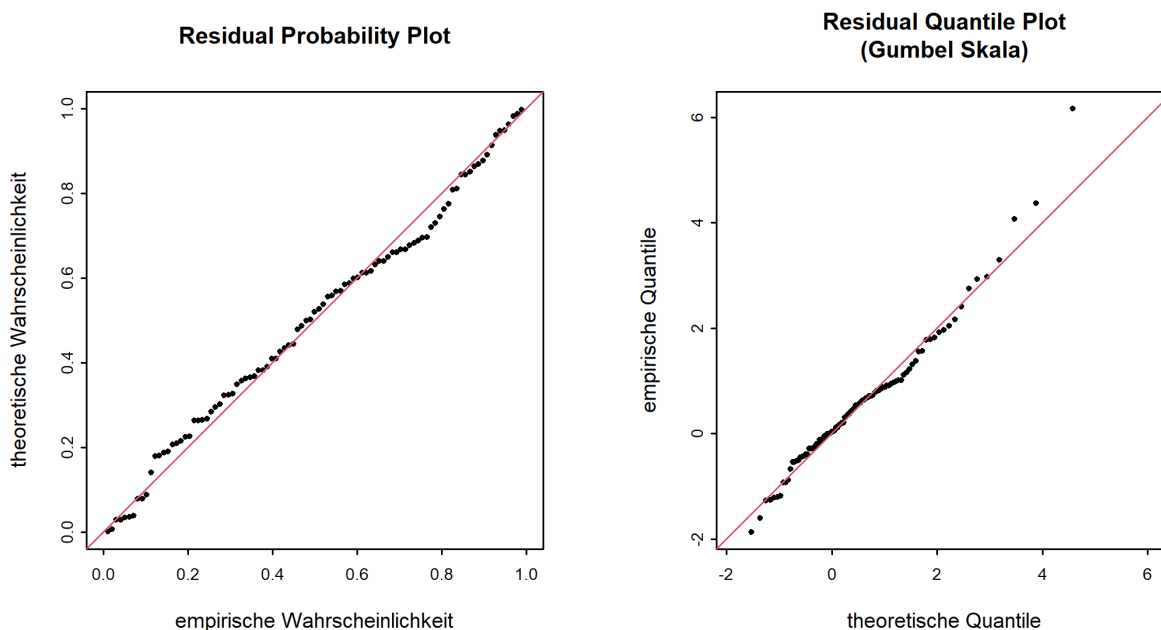 Residual Probability Plot
1.0
0.8
0.6
0.4
0.2
0.0
theoretische Wahrscheinlichkeit
0.0 0.2 0.4 0.6 0.8 1.0
empirische Wahrscheinlichkeit
Residual Quantile Plot
(Gumbel Skala)
6
4
2
0
-2
empirische Quantile
-2 0 2 4 6
theoretische Quantile